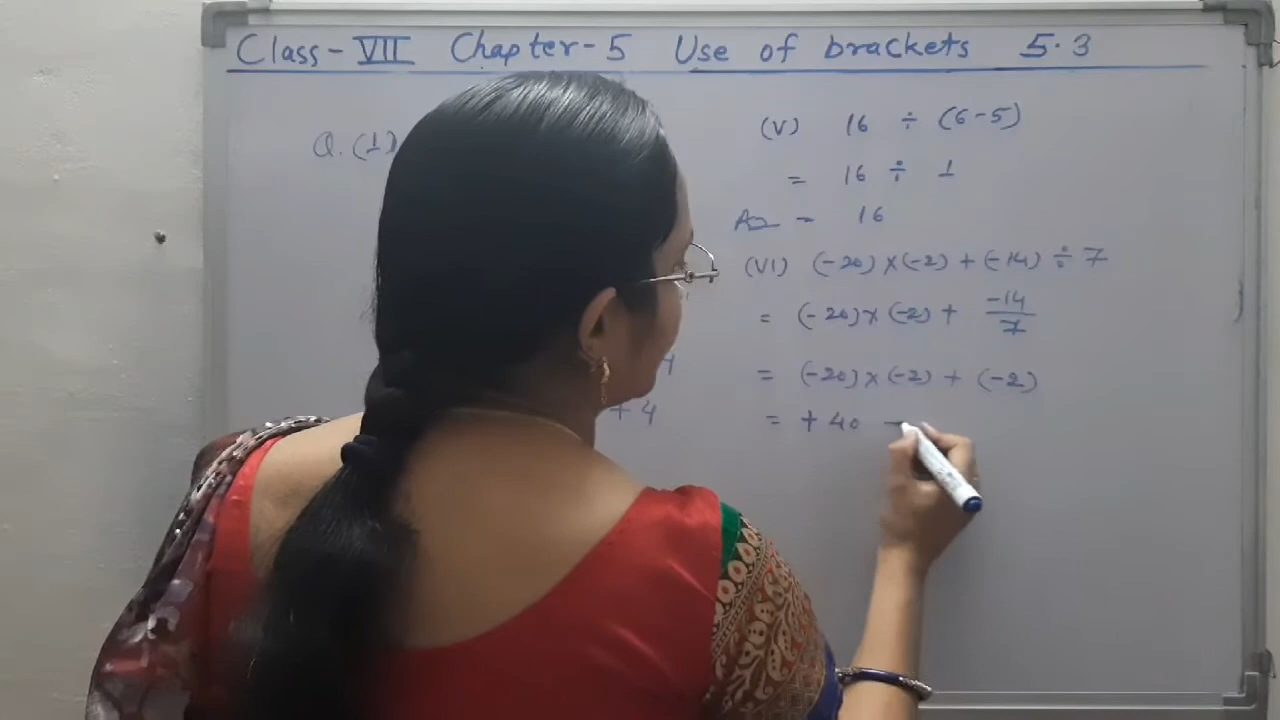 Class-VII Chapter-5 Use of brackets 5.3
Q.(1)
+ 4
(V) 16 ÷ (6-5)
= 16 ÷ 1
= 16
(VI) (-20)×(-2)+(-14)÷7
= (-20)×(-2)+ -14/7
= (-20)×(-2)+(-2)
= +40 -